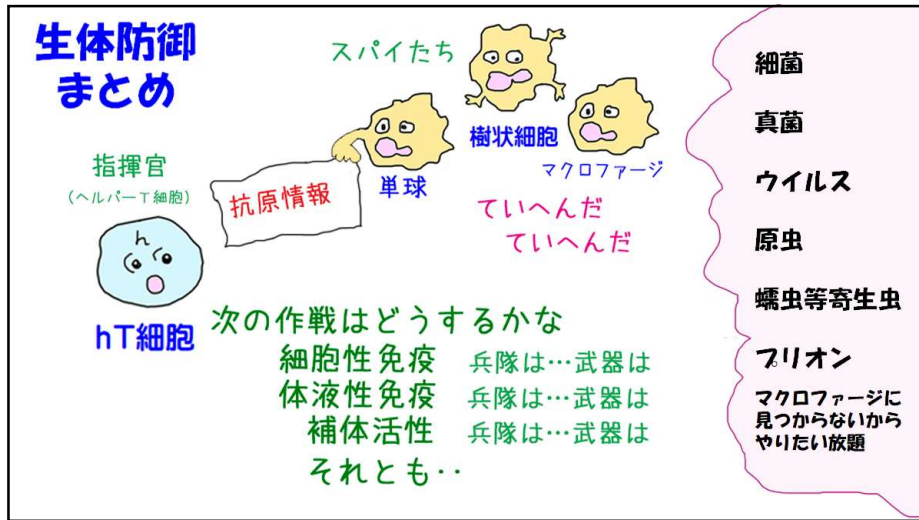 生体防御
まとめ
スパイたち
樹状細胞
マクロファージ
単球
指揮官
(ヘルパーT細胞)
抗原情報
ていへんだ
ていへんだ
ん
hT細胞
次の作戦はどうするかな
細胞性免疫 兵隊は…武器は
体液性免疫 兵隊は…武器は
補体活性 兵隊は…武器は
それとも‥
細菌
真菌
ウイルス
原虫
蠕虫等寄生虫
プリオン
マクロファージに
見つからないから
やりたい放題